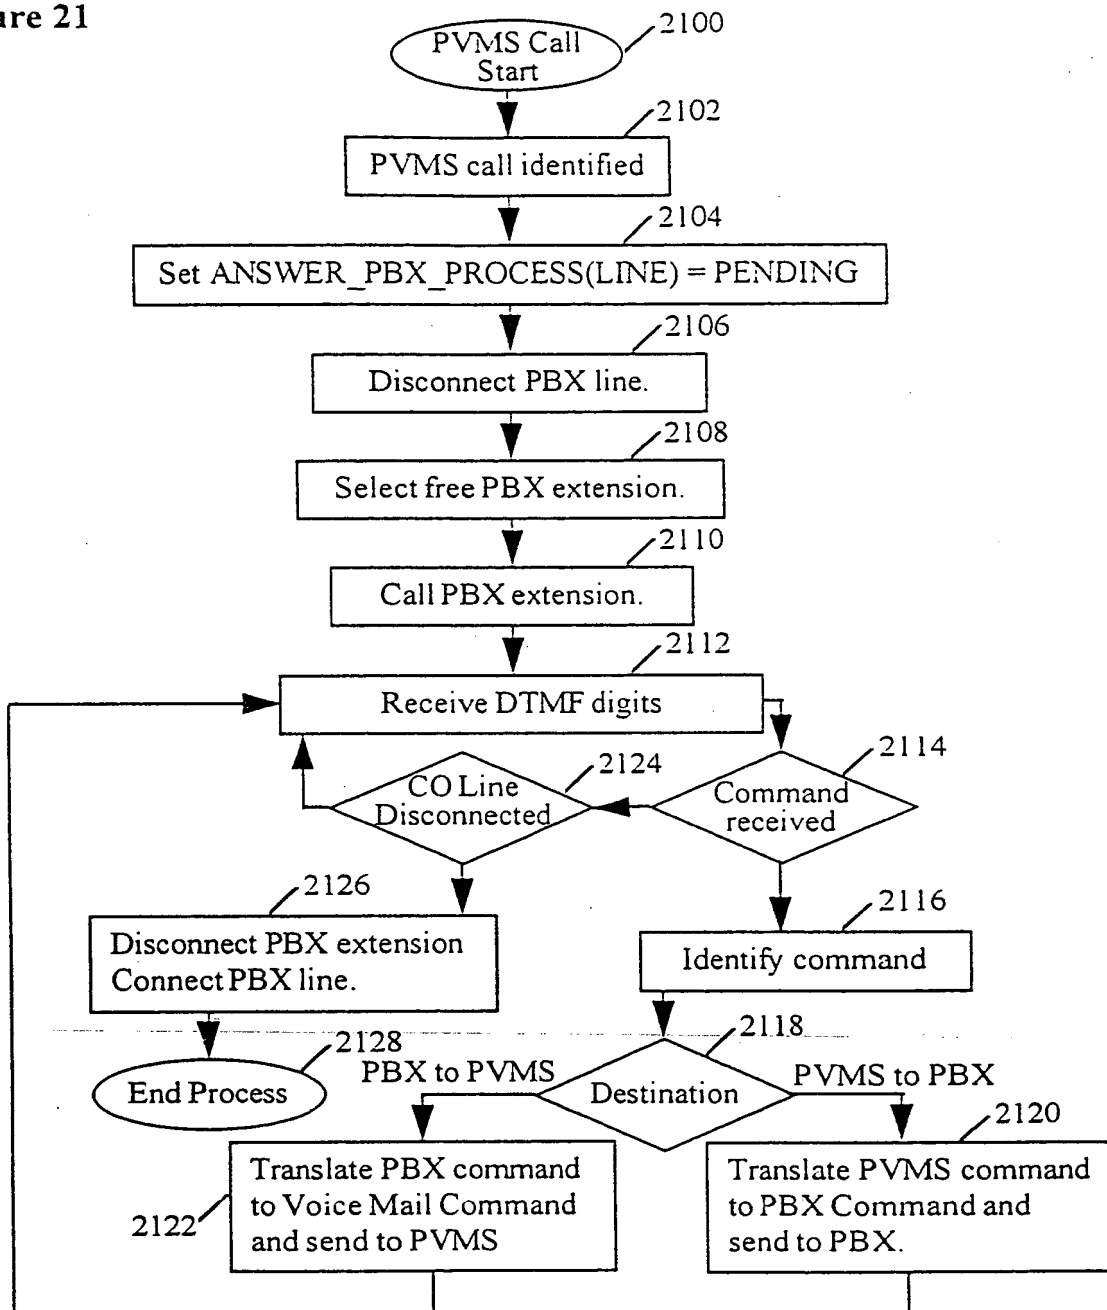 ure 21
PVMS Call
Start
2100
2102
PVMS call identified
2104
Set ANSWER_PBX_PROCESS(LINE) = PENDING
2106
Disconnect PBX line.
2108
Select free PBX extension.
2110
Call PBX extension.
2112
Receive DTMF digits
2114
Command
received
2124
CO Line
Disconnected
2126
Disconnect PBX extension
Connect PBX line.
2116
Identify command
2128
End Process
2118
Destination
PBX to PVMS
PVMS to PBX
2120
Translate PVMS command
to PBX Command and
send to PBX.
2122
Translate PBX command
to Voice Mail Command
and send to PVMS